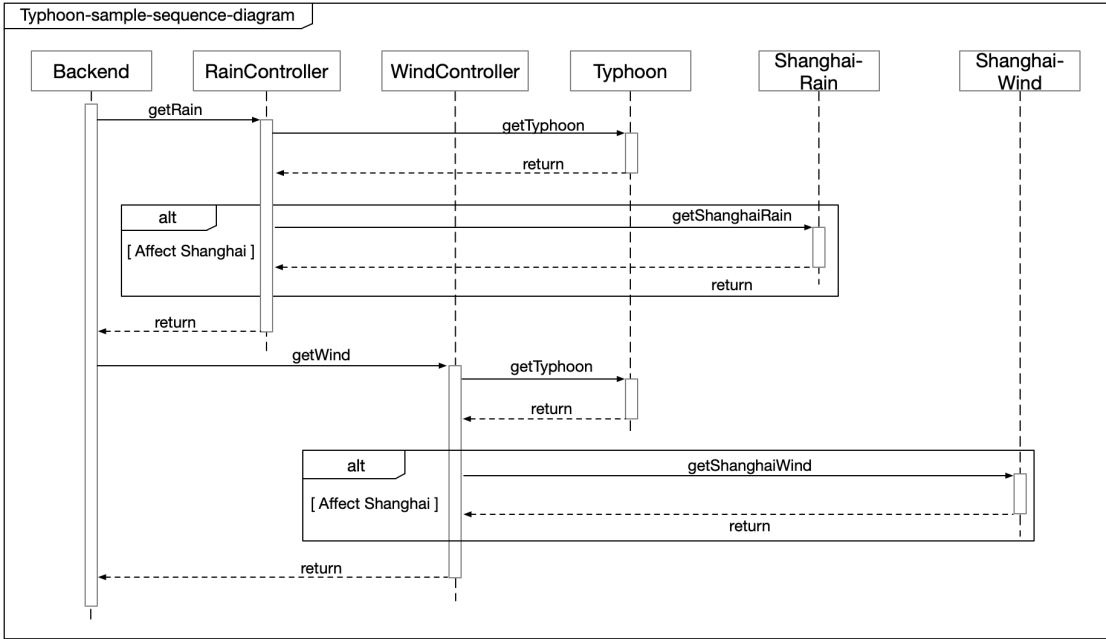 Typhoon-sample-sequence-diagram
Backend
RainController
WindController
Typhoon
Shanghai-
Rain
Shanghai-
Wind
getRain
getTyphoon
return
alt
getShanghaiRain
[ Affect Shanghai ]
return
return
getWind
getTyphoon
return
alt
getShanghaiWind
[ Affect Shanghai ]
return
return